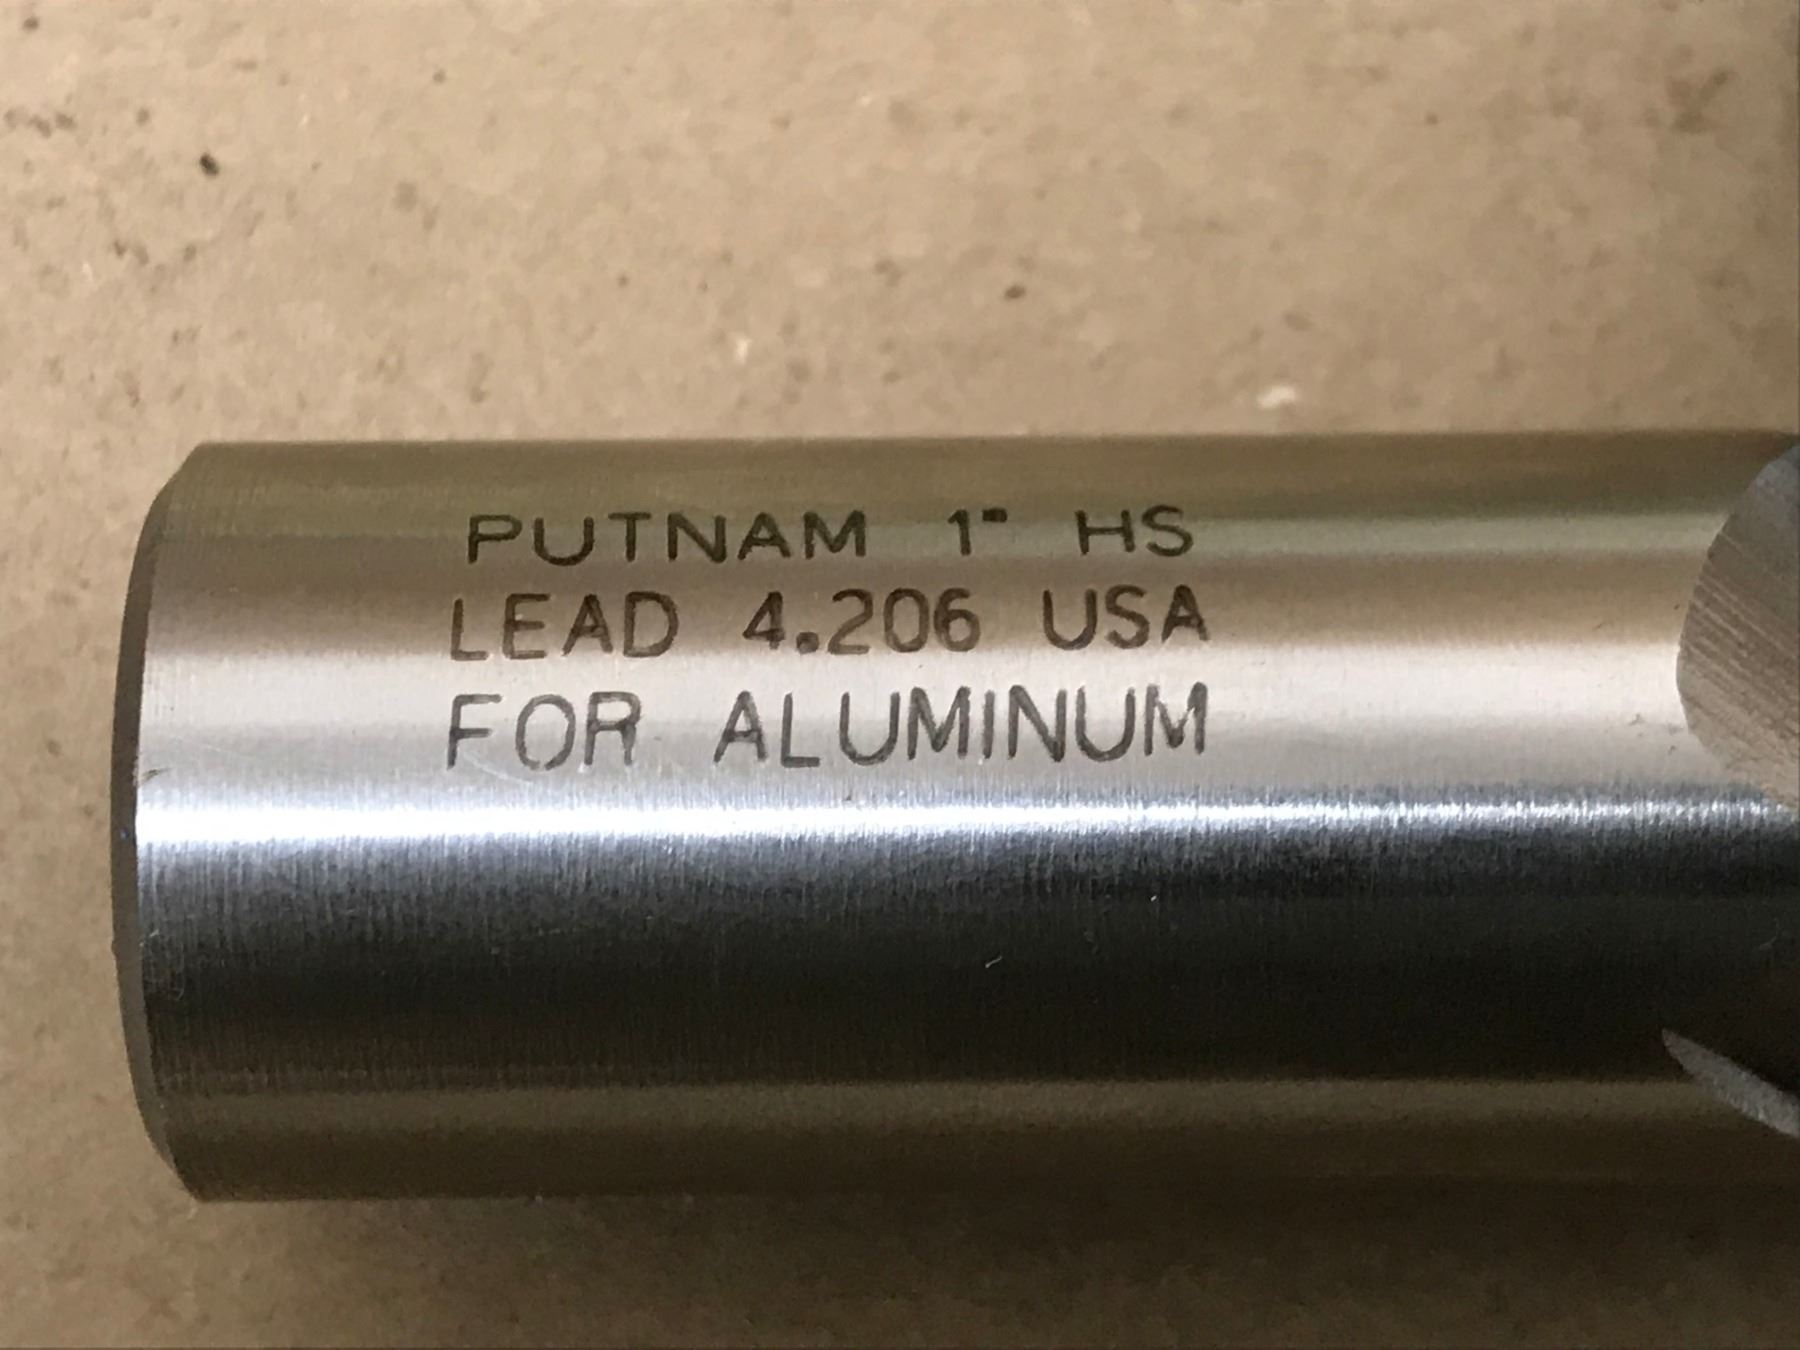 PUTNAM 1" HS
LEAD 4.206 USA
FOR ALUMINUM